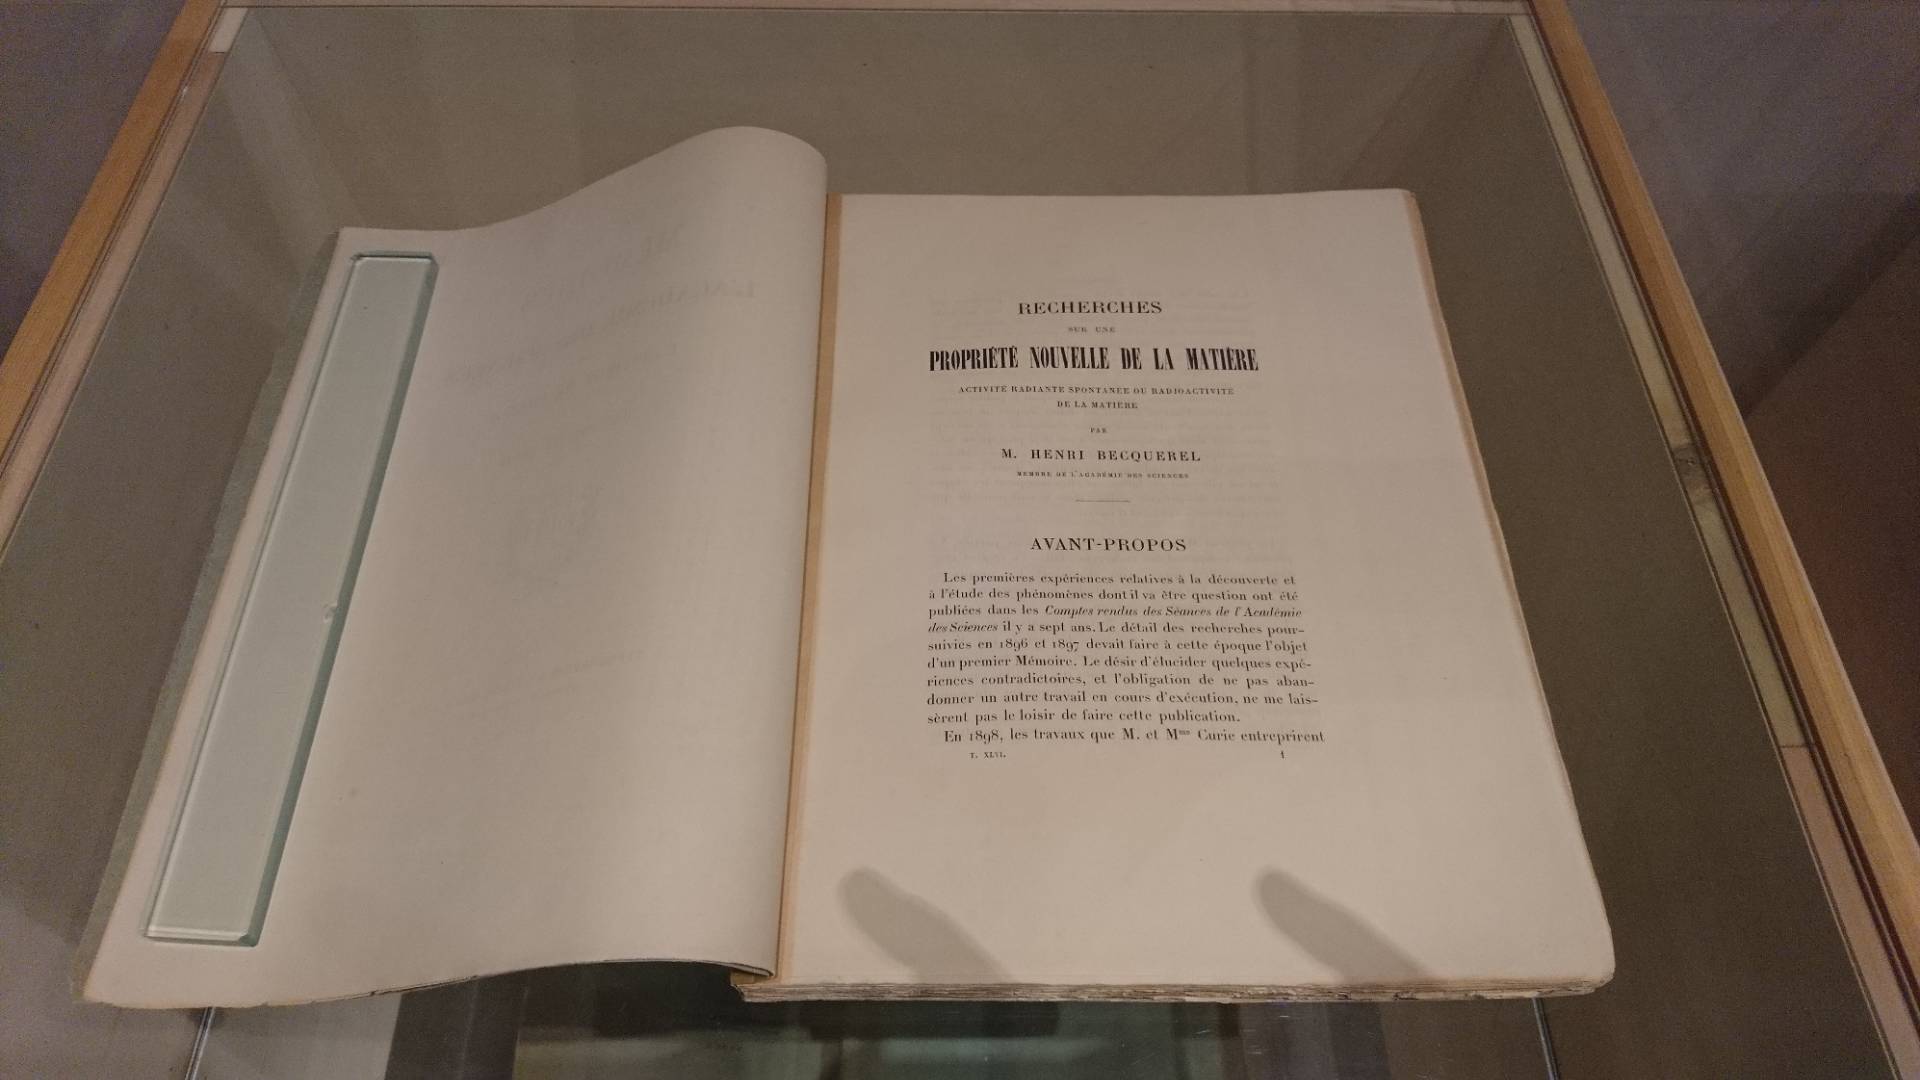 RECHERCHES
SUR UNE
PROPRIÉTÉ NOUVELLE DE LA MATIÈRE
ACTIVITÉ RADIANTE SPONTANÉE OU RADIOACTIVITÉ
DE LA MATIÈRE
PAR
M. HENRI BECQUEREL
MEMBRE DE L'ACADÉMIE DES SCIENCES
AVANT-PROPOS
Les premières expériences relatives à la découverte et
à l'étude des phénomènes dont il va être question ont été
publiées dans les Comptes rendus des Séances de l'Académie
des Sciences il y a sept ans. Le détail des recherches pour-
suivies en 1896 et 1897 devait faire à cette époque l'objet
d'un premier Mémoire. Le désir d'élucider quelques expé-
riences contradictoires, et l'obligation de ne pas aban-
donner un autre travail en cours d'exécution, ne me lais-
sèrent pas le loisir de faire cette publication.
En 1898, les travaux que M. et Mme Curie entreprirent
T. XLVI. 1